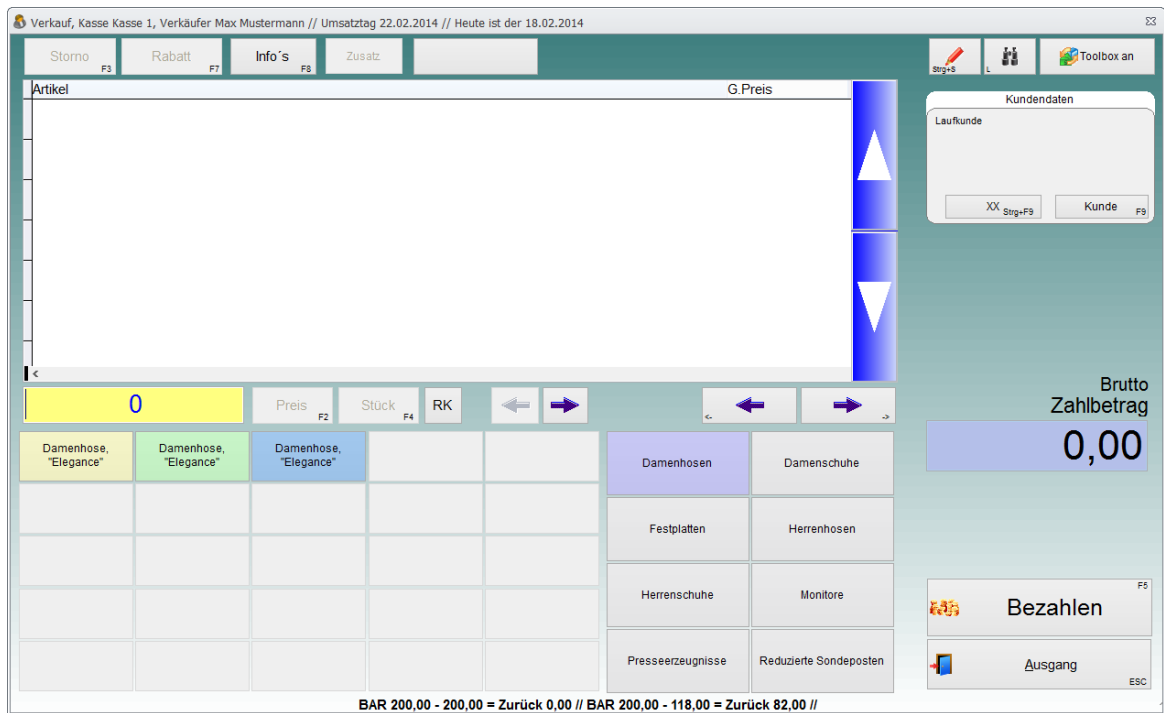 Verkauf, Kasse Kasse 1, Verkäufer Max Mustermann // Umsatztag 22.02.2014 // Heute ist der 18.02.2014
Storno F3
Rabatt F7
Info´s F8
Zusatz
Strg+S
L
Toolbox an
Artikel G.Preis
Kundendaten
Laufkunde
XX Strg+F9
Kunde F9
0
Preis F2
Stück F4
RK
<-
->
Brutto
Zahlbetrag
0,00
Damenhose,
"Elegance"
Damenhose,
"Elegance"
Damenhose,
"Elegance"
Damenhosen
Damenschuhe
Festplatten
Herrenhosen
Herrenschuhe
Monitore
Presseerzeugnisse
Reduzierte Sondeposten
F5
Bezahlen
Ausgang
ESC
BAR 200,00 - 200,00 = Zurück 0,00 // BAR 200,00 - 118,00 = Zurück 82,00 //